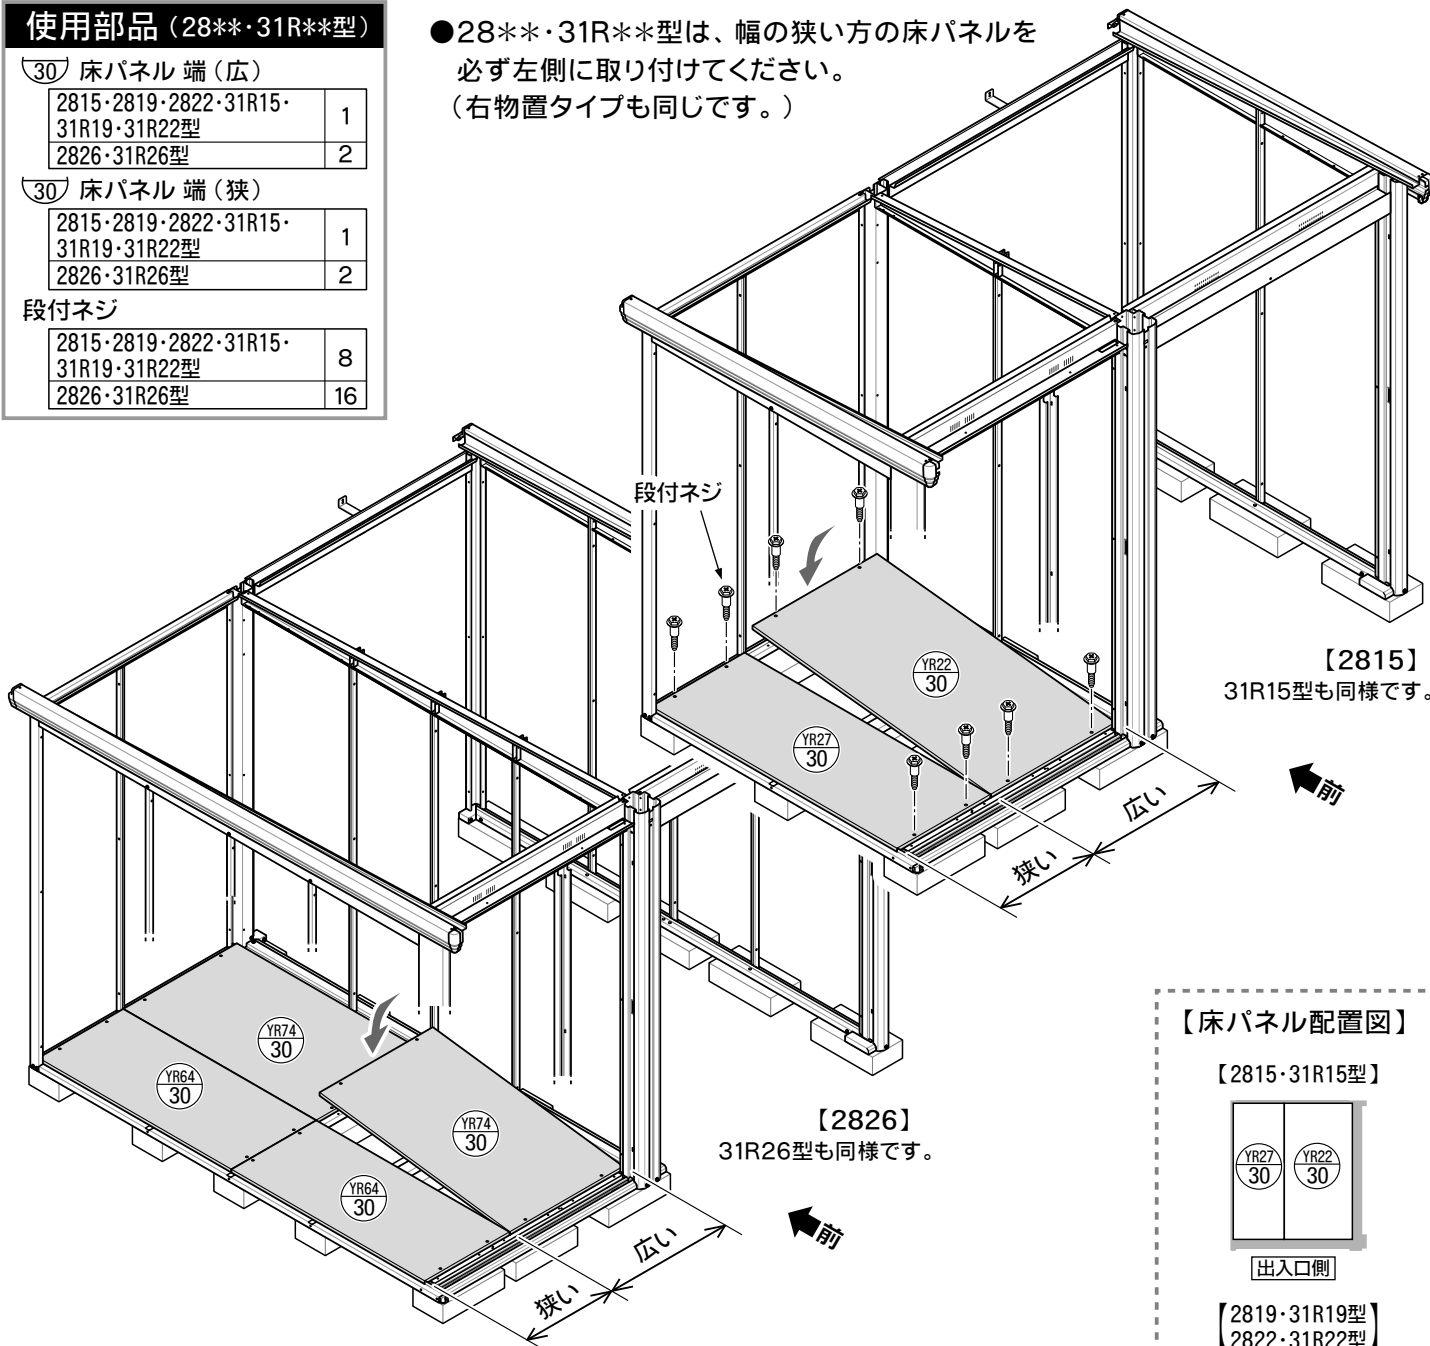 使用部品（28**・31R**型）
30 床パネル 端（広）
2815・2819・2822・31R15・
31R19・31R22型
1
2826・31R26型 2
30 床パネル 端（狭）
2815・2819・2822・31R15・
31R19・31R22型
1
2826・31R26型 2
段付ネジ
2815・2819・2822・31R15・
31R19・31R22型
8
2826・31R26型 16
●28**・31R**型は、幅の狭い方の床パネルを
必ず左側に取り付けてください。
（右物置タイプも同じです。）
段付ネジ
YR22
30
YR27
30
【2815】
31R15型も同様です。
前
広い
狭い
YR74
30
YR64
30
YR74
30
YR64
30
【2826】
31R26型も同様です。
前
広い
狭い
【床パネル配置図】
【2815・31R15型】
YR27
30
YR22
30
出入口側
【2819・31R19型
2822・31R22型】